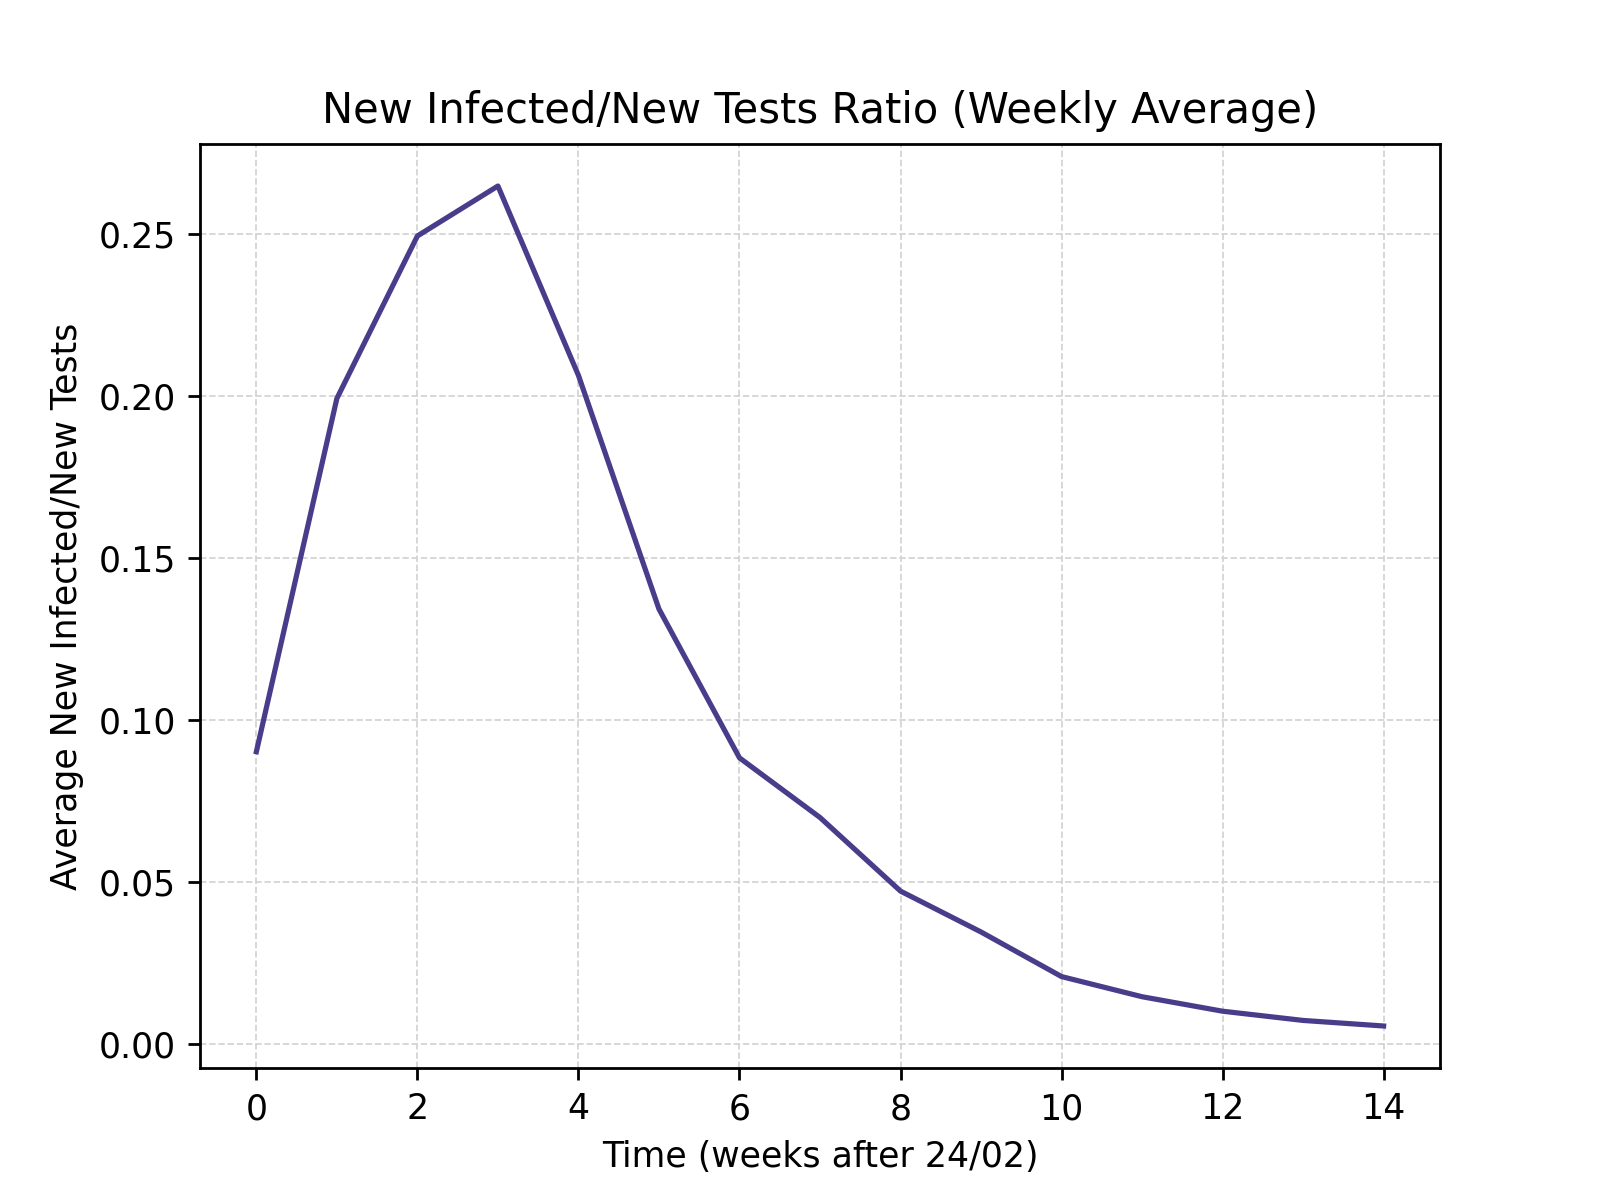 New Infected/New Tests Ratio (Weekly Average)
Average New Infected/New Tests
0.25
0.20
0.15
0.10
0.05
0.00
0 2 4 6 8 10 12 14
Time (weeks after 24/02)